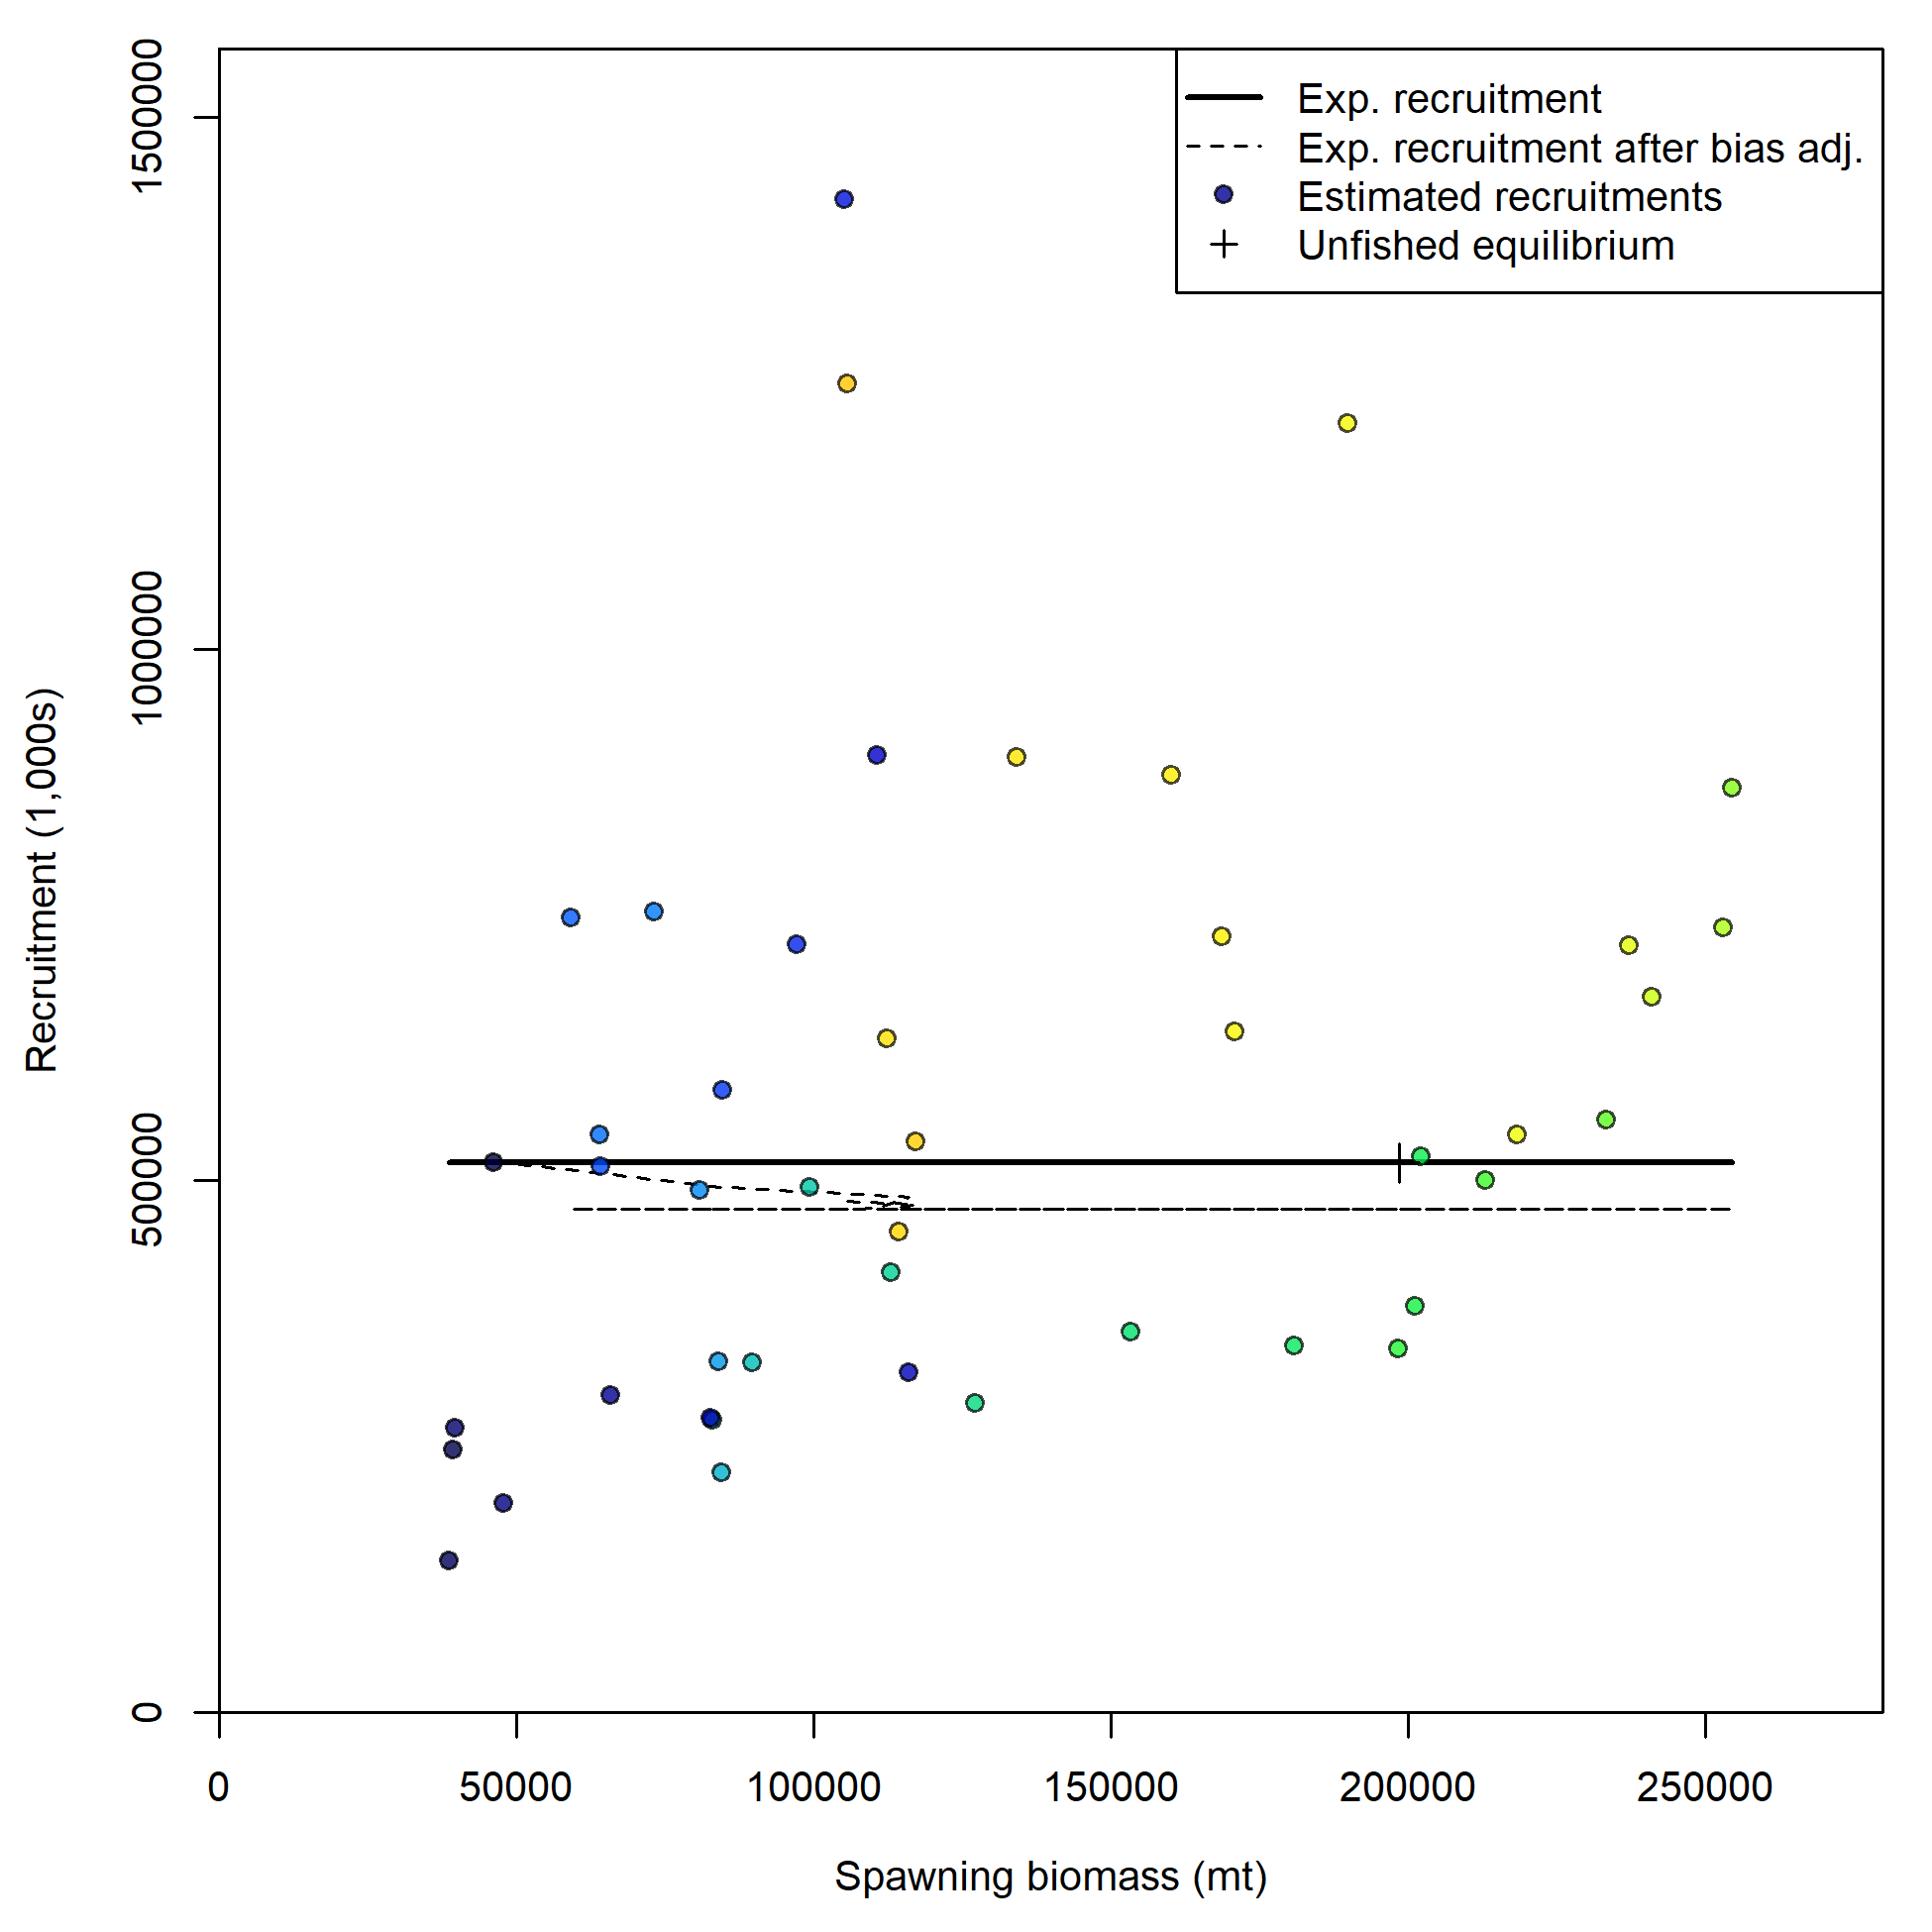 Exp. recruitment
Exp. recruitment after bias adj.
Estimated recruitments
Unfished equilibrium
1500000
1000000
500000
0
Recruitment (1,000s)
0 50000 100000 150000 200000 250000
Spawning biomass (mt)